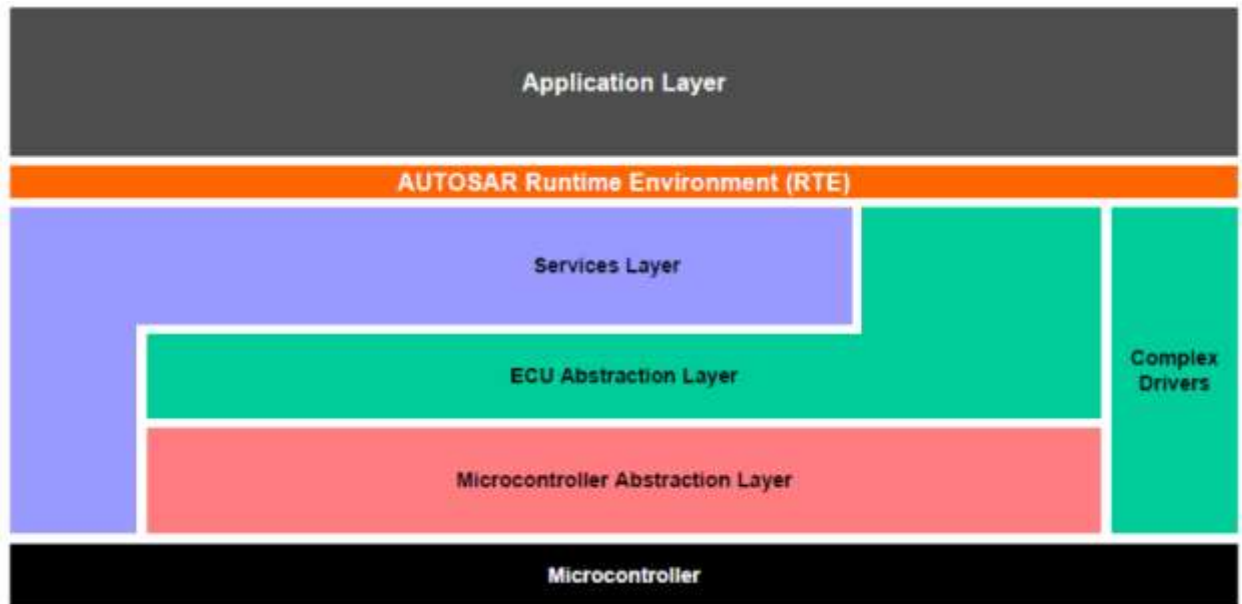 Application Layer
AUTOSAR Runtime Environment (RTE)
Services Layer
ECU Abstraction Layer
Complex
Drivers
Microcontroller Abstraction Layer
Microcontroller